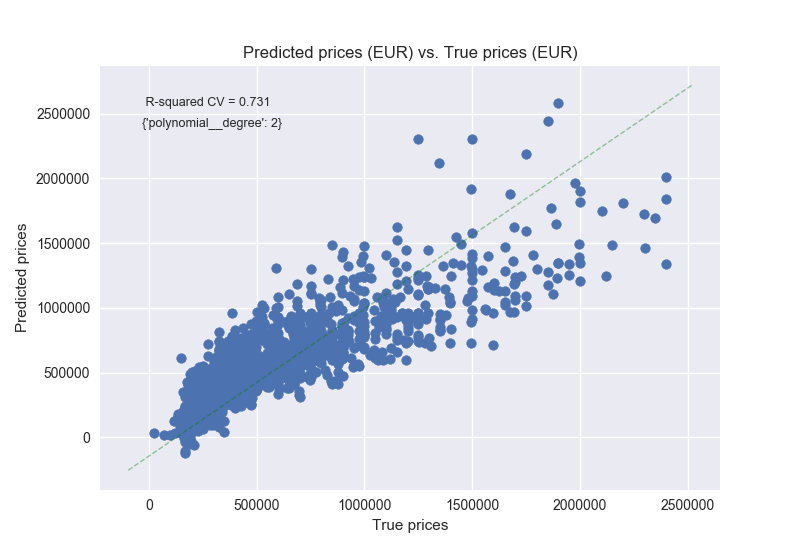 Predicted prices (EUR) vs. True prices (EUR)
R-squared CV = 0.731
{'polynomial__degree': 2}
2500000
2000000
1500000
1000000
500000
0
Predicted prices
0 500000 1000000 1500000 2000000 2500000
True prices